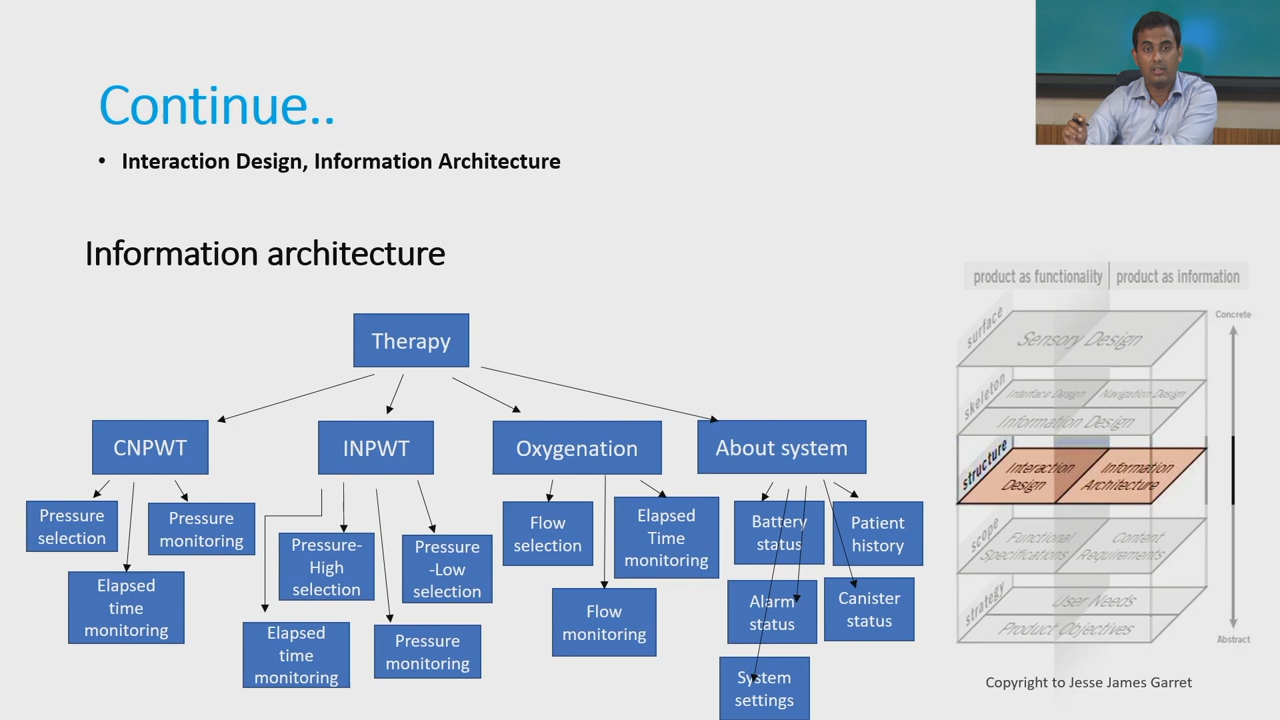 Continue..
• Interaction Design, Information Architecture
Information architecture
Therapy
CNPWT
INPWT
Oxygenation
About system
Pressure
selection
Pressure
monitoring
Elapsed
time
monitoring
Pressure-
High
selection
Pressure
-Low
selection
Elapsed
time
monitoring
Pressure
monitoring
Flow
selection
Elapsed
Time
monitoring
Flow
monitoring
Battery
status
Patient
history
Alarm
status
Canister
status
System
settings
product as functionality
product as information
Concrete
surface
Sensory Design
skeleton
Interface Design
Navigation Design
Information Design
structure
Interaction
Design
Information
Architecture
scope
Functional
Specifications
Content
Requirements
strategy
User Needs
Product Objectives
Abstract
Copyright to Jesse James Garret